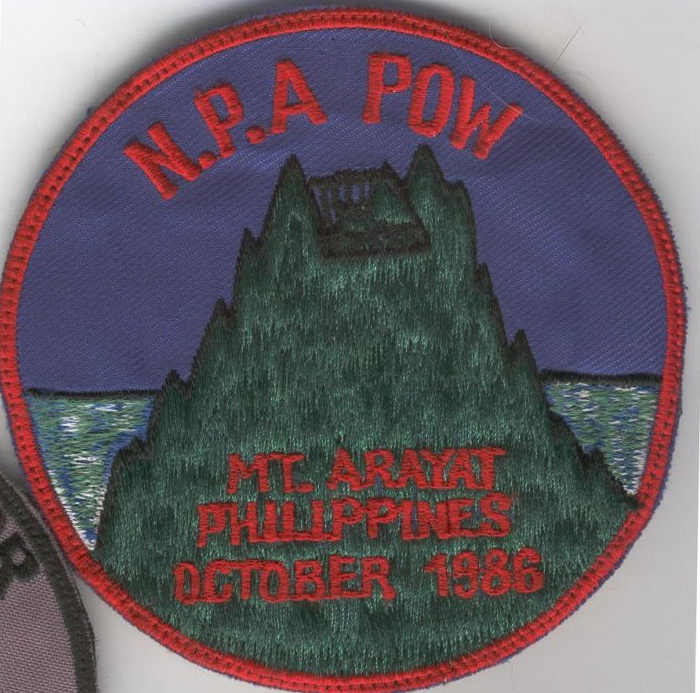 N.P.A POW
MT. ARAYAT
PHILIPPINES
OCTOBER 1986